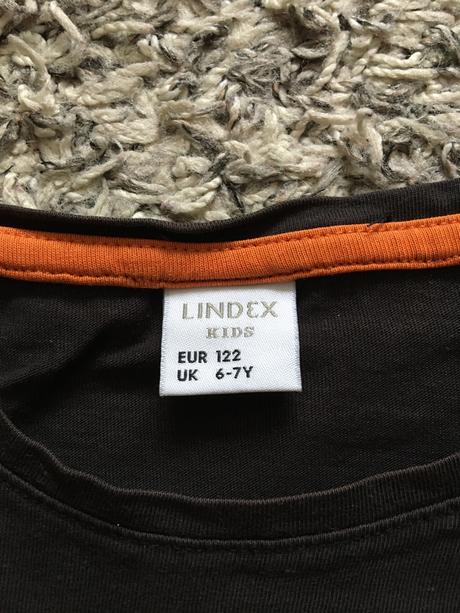 LINDEX
KIDS
EUR 122
UK 6-7Y